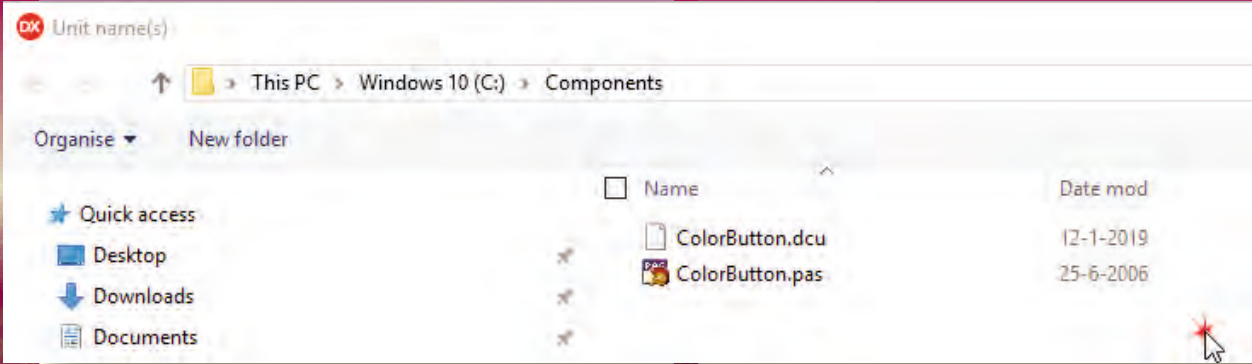 DX Unit name(s)
This PC > Windows 10 (C:) > Components
Organise New folder
Name Date mod
Quick access
ColorButton.dcu 12-1-2019
Desktop
ColorButton.pas 25-6-2006
Downloads
Documents